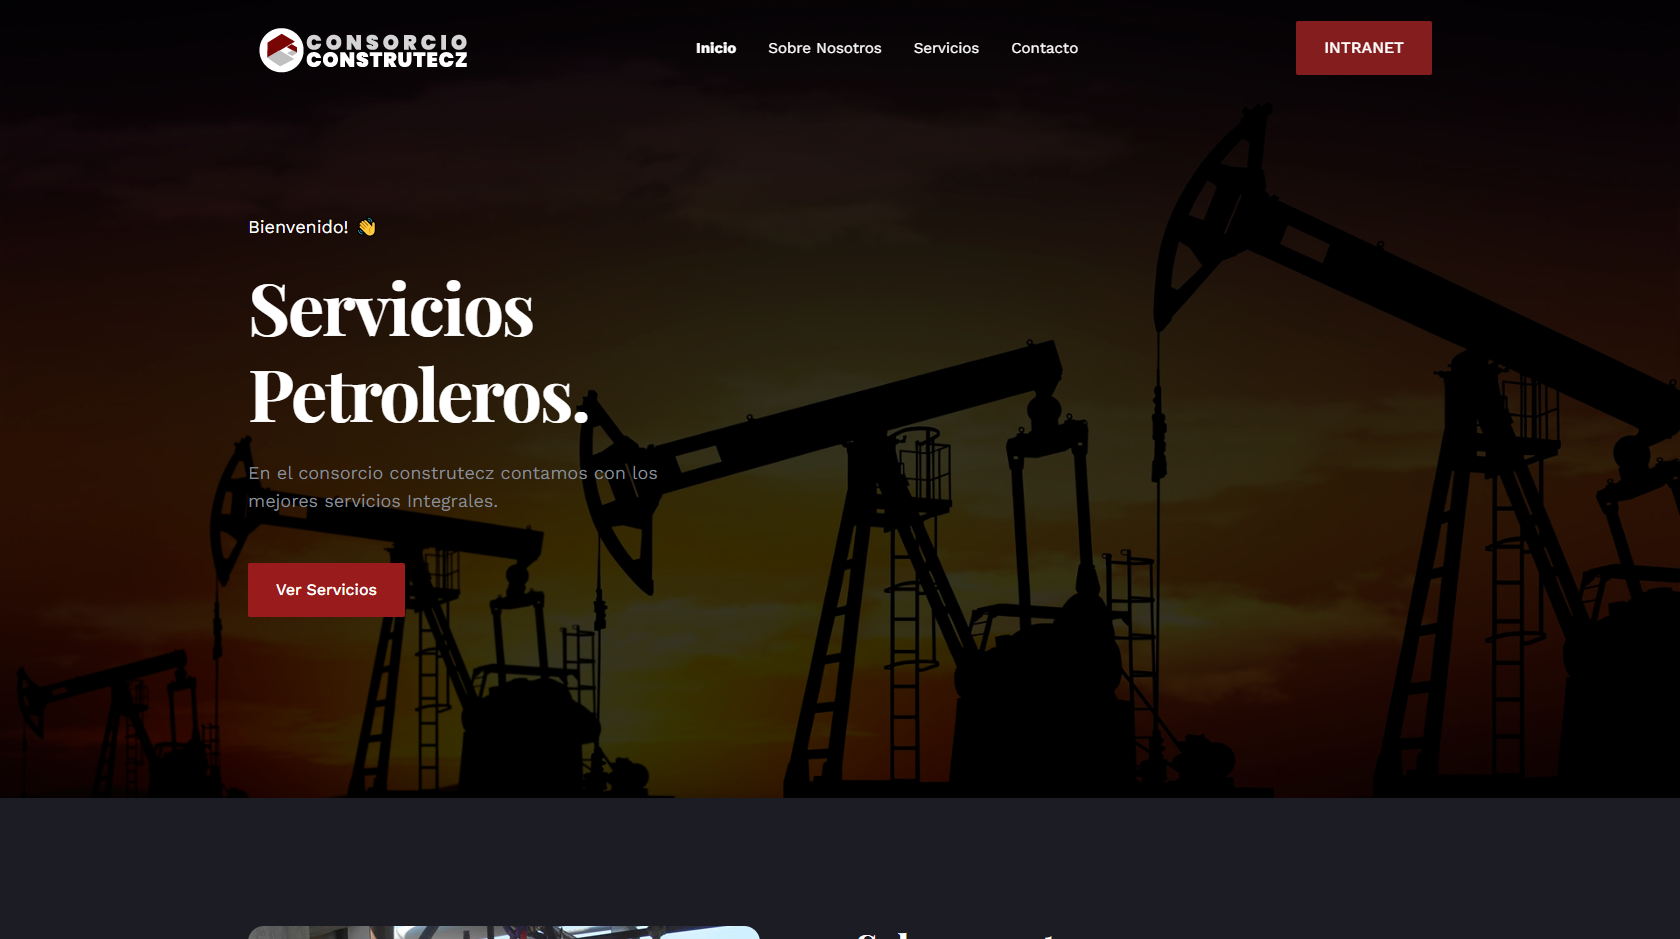 CONSORCIO
CONSTRUTECZ
Inicio
Sobre Nosotros
Servicios
Contacto
INTRANET
Bienvenido! 👋
Servicios
Petroleros.
En el consorcio construtecz contamos con los
mejores servicios Integrales.
Ver Servicios